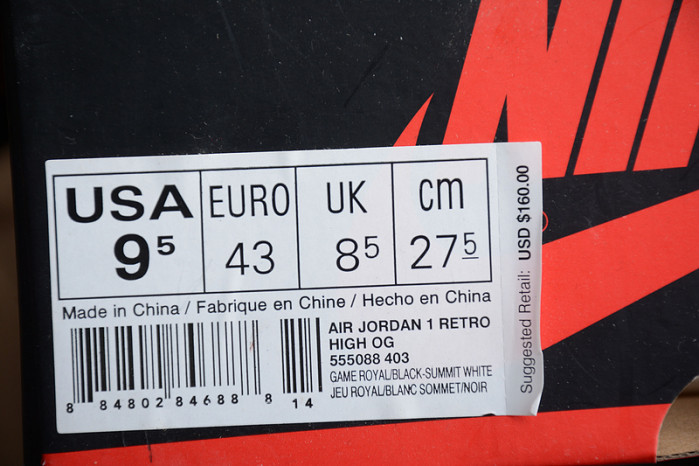 NIK
USA EURO UK cm
9⁵ 43 8⁵ 27⁵
Made in China / Fabrique en Chine / Hecho en China
AIR JORDAN 1 RETRO
HIGH OG
555088 403
GAME ROYAL/BLACK-SUMMIT WHITE
JEU ROYAL/BLANC SOMMET/NOIR
8 84802 84688 8 14
Suggested Retail: USD $160.00